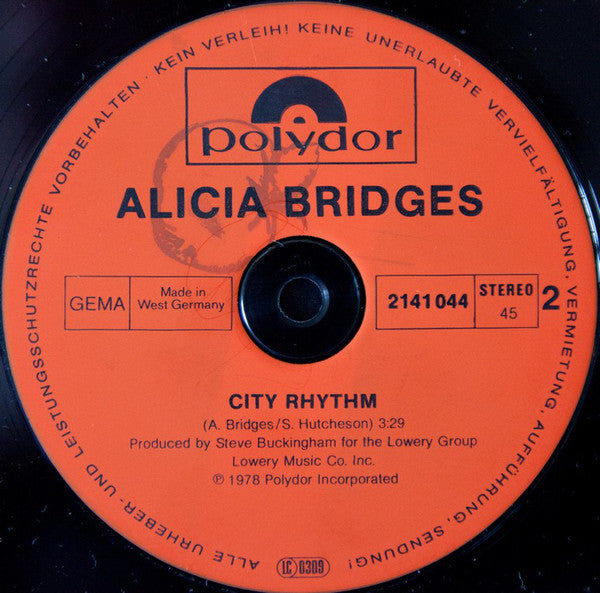 ALLE URHEBER- UND LEISTUNGSSCHUTZRECHTE VORBEHALTEN · KEIN VERLEIH! KEINE UNERLAUBTE VERVIELFÄLTIGUNG, VERMIETUNG, AUFFÜHRUNG, SENDUNG!
polydor
ALICIA BRIDGES
GEMA
Made in
West Germany
2141 044
STEREO
45
2
CITY RHYTHM
(A. Bridges/S. Hutcheson) 3:29
Produced by Steve Buckingham for the Lowery Group
Lowery Music Co. Inc.
℗ 1978 Polydor Incorporated
LC 0309